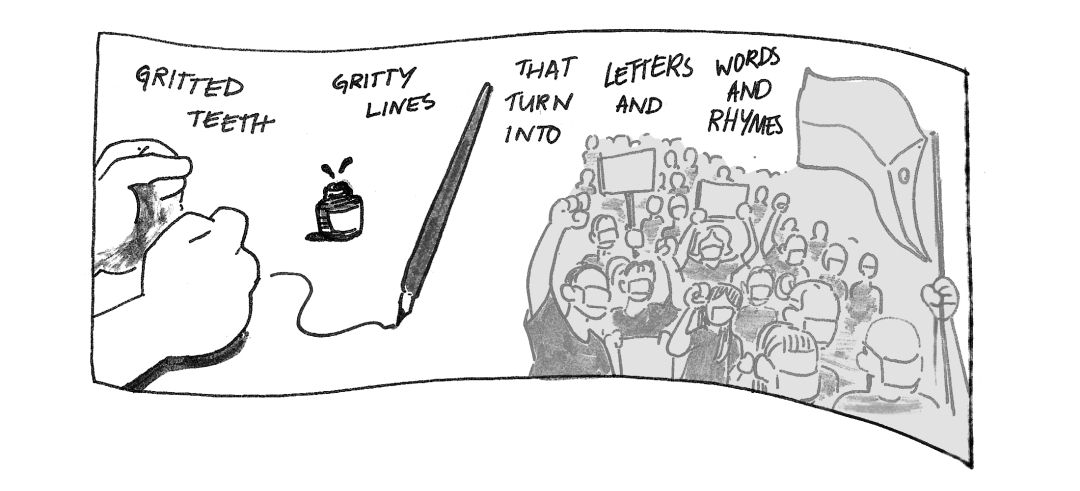 GRITTED
TEETH
GRITTY
LINES
THAT
TURN
INTO
LETTERS
AND
WORDS
AND
RHYMES